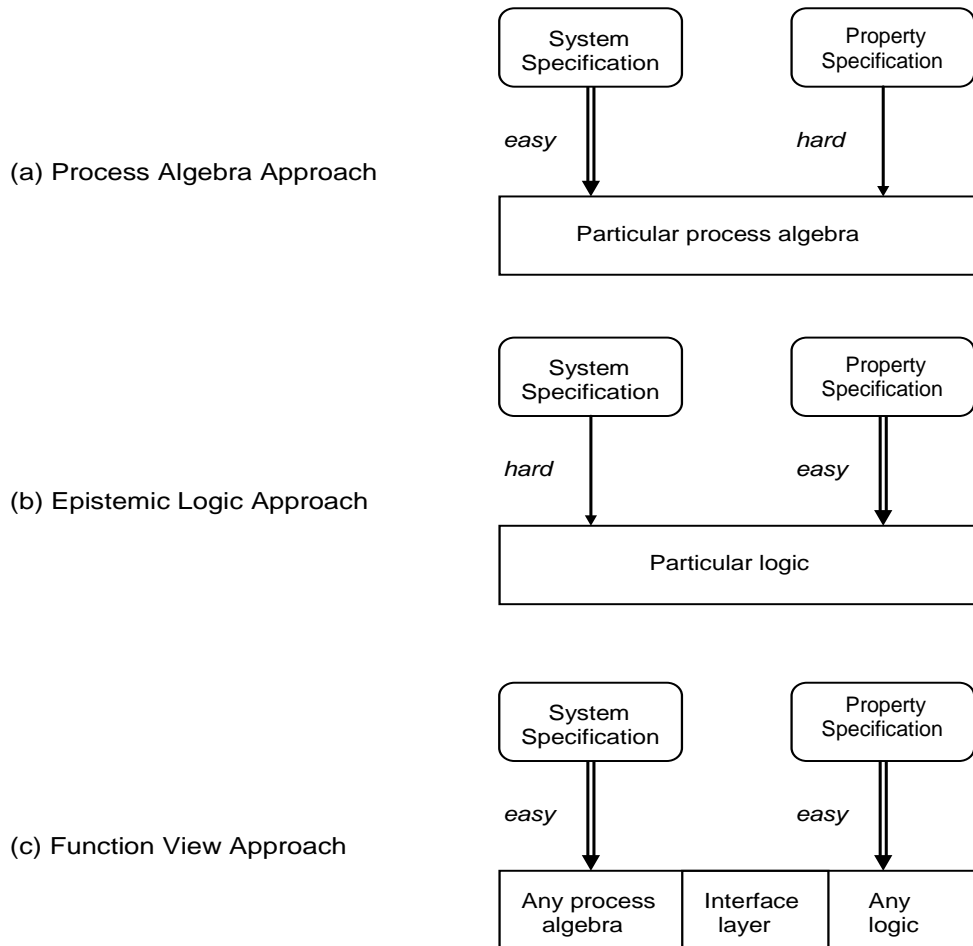 System
Specification
Property
Specification
easy
hard
(a) Process Algebra Approach
Particular process algebra
System
Specification
Property
Specification
hard
easy
(b) Epistemic Logic Approach
Particular logic
System
Specification
Property
Specification
easy
easy
(c) Function View Approach
Any process
algebra
Interface
layer
Any
logic